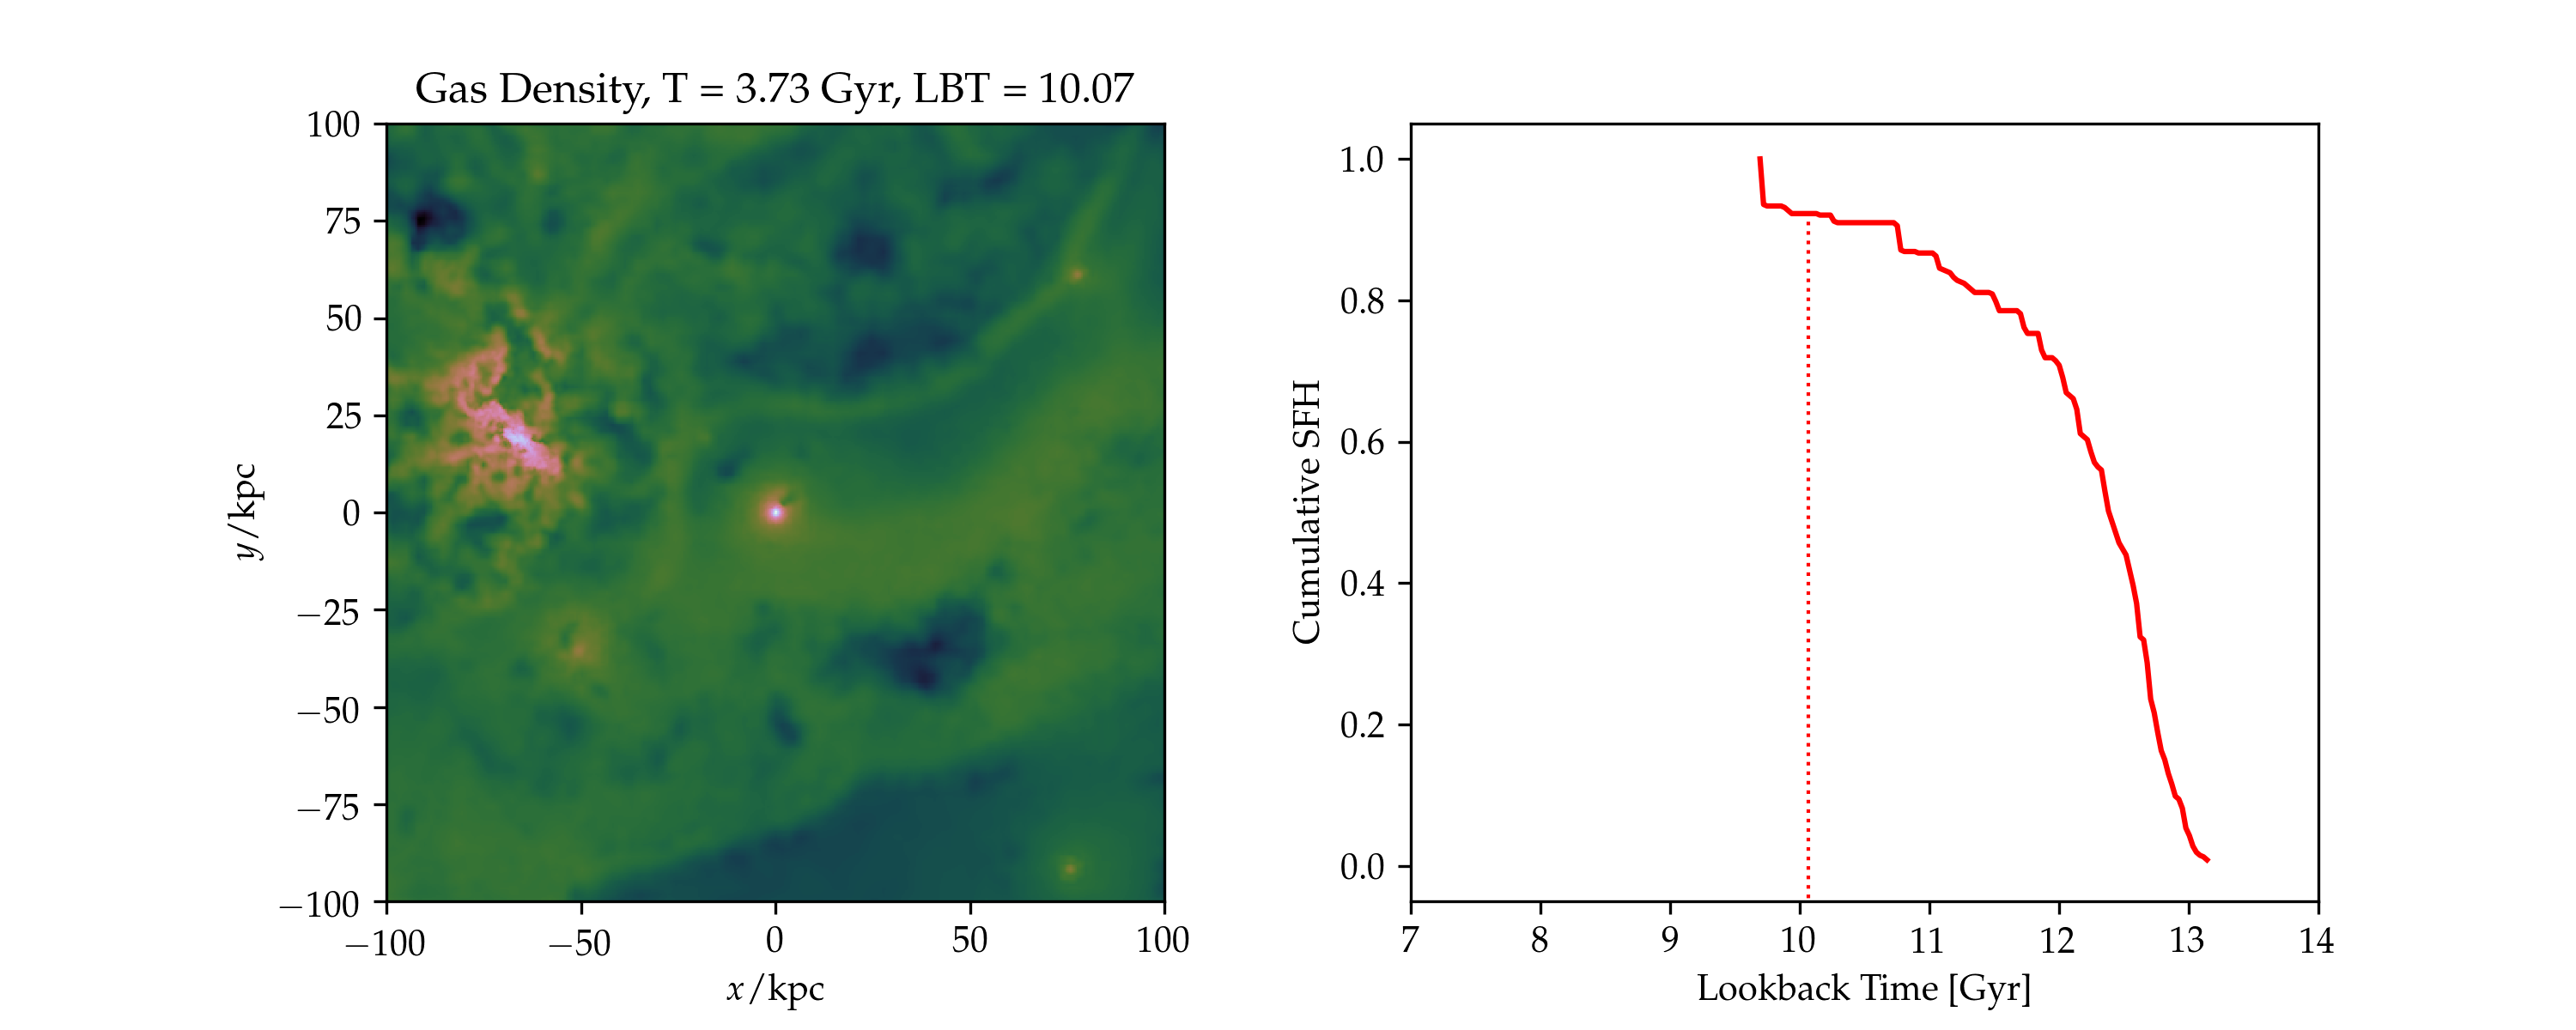 Gas Density, T = 3.73 Gyr, LBT = 10.07
100
75
50
25
0
−25
−50
−75
−100
y/kpc
−100 −50 0 50 100
x/kpc
1.0
0.8
0.6
0.4
0.2
0.0
Cumulative SFH
7 8 9 10 11 12 13 14
Lookback Time [Gyr]